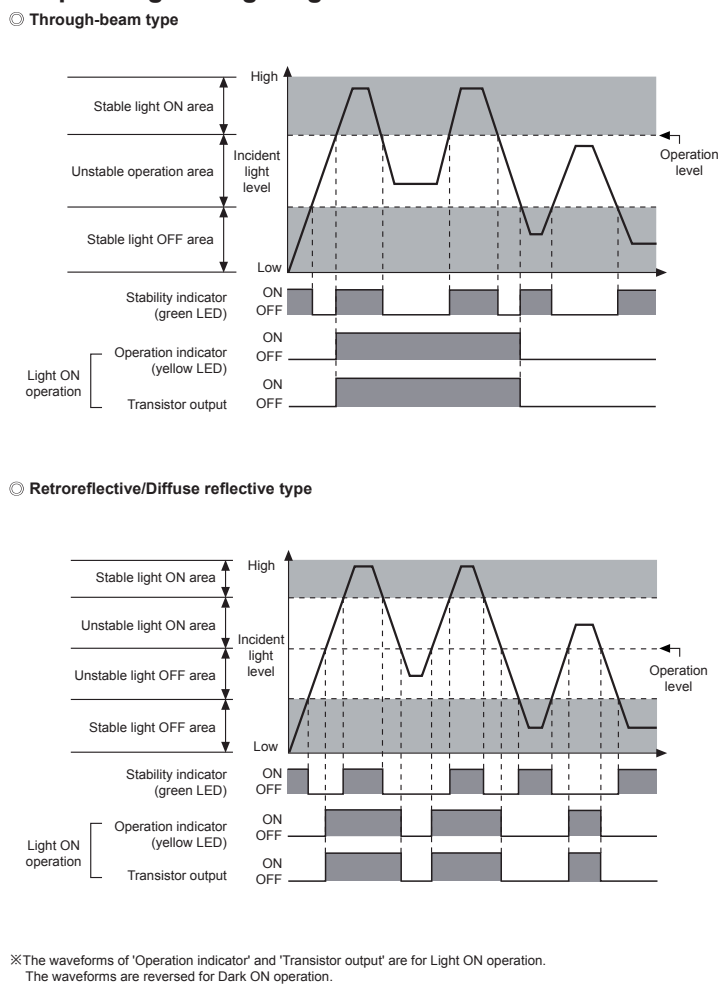 ◎ Through-beam type
High
Stable light ON area
Unstable operation area
Incident
light
level
Operation
level
Stable light OFF area
Low
Stability indicator
(green LED)
ON
OFF
Light ON
operation
Operation indicator
(yellow LED)
ON
OFF
Transistor output
ON
OFF
◎ Retroreflective/Diffuse reflective type
High
Stable light ON area
Unstable light ON area
Incident
light
level
Unstable light OFF area
Operation
level
Stable light OFF area
Low
Stability indicator
(green LED)
ON
OFF
Light ON
operation
Operation indicator
(yellow LED)
ON
OFF
Transistor output
ON
OFF
※The waveforms of 'Operation indicator' and 'Transistor output' are for Light ON operation.
The waveforms are reversed for Dark ON operation.